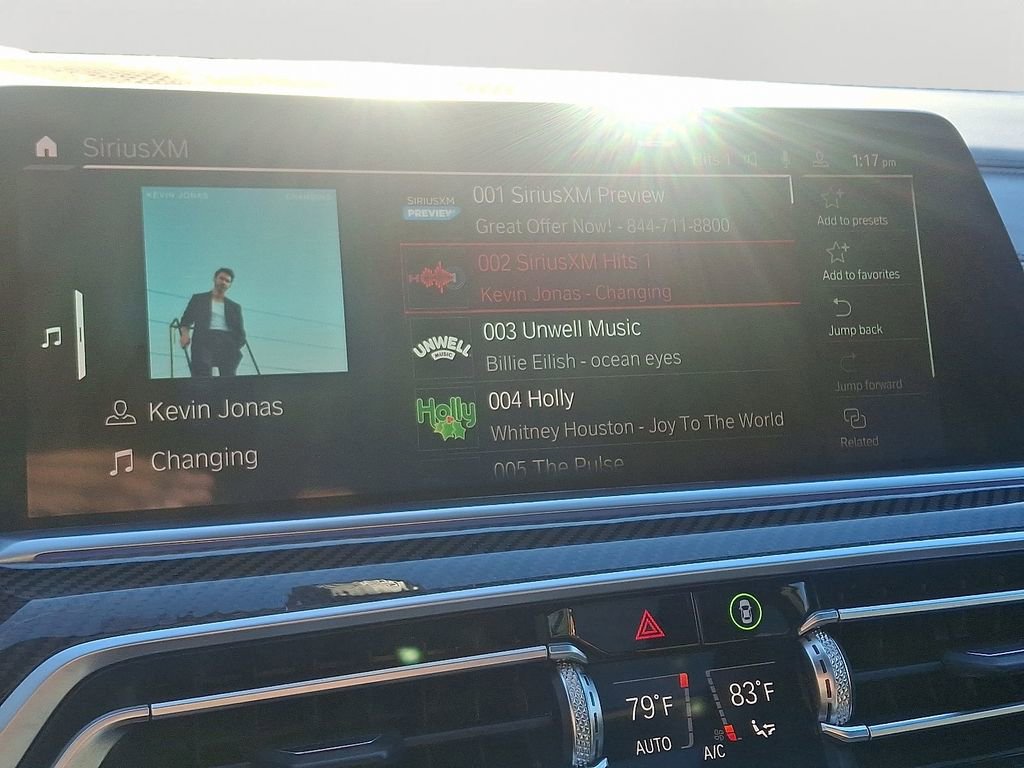 SiriusXM
Hits 1
1:17 pm
KEVIN JONAS
CHANGING
Kevin Jonas
Changing
SIRIUSXM
PREVIEW
001 SiriusXM Preview
Great Offer Now! - 844-711-8800
002 SiriusXM Hits 1
Kevin Jonas - Changing
UNWELL
MUSIC
003 Unwell Music
Billie Eilish - ocean eyes
Holly
004 Holly
Whitney Houston - Joy To The World
005 The Pulse
Add to presets
Add to favorites
Jump back
Jump forward
Related
79°F
AUTO
83°F
A/C